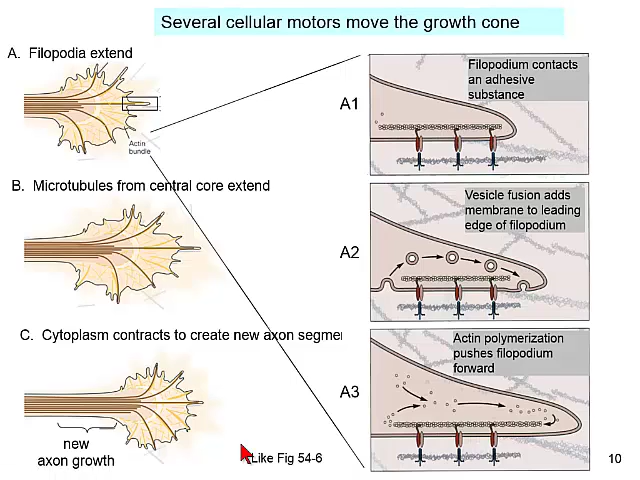 Several cellular motors move the growth cone
A. Filopodia extend
Actin
bundle
B. Microtubules from central core extend
C. Cytoplasm contracts to create new axon segme
new
axon growth
A1
Filopodium contacts
an adhesive
substance
A2
Vesicle fusion adds
membrane to leading
edge of filopodium
A3
Actin polymerization
pushes filopodium
forward
Like Fig 54-6
10